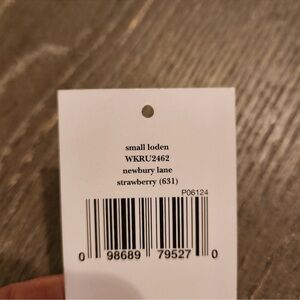 small loden
WKRU2462
newbury lane
strawberry (631)
P06124
0 98689 79527 0